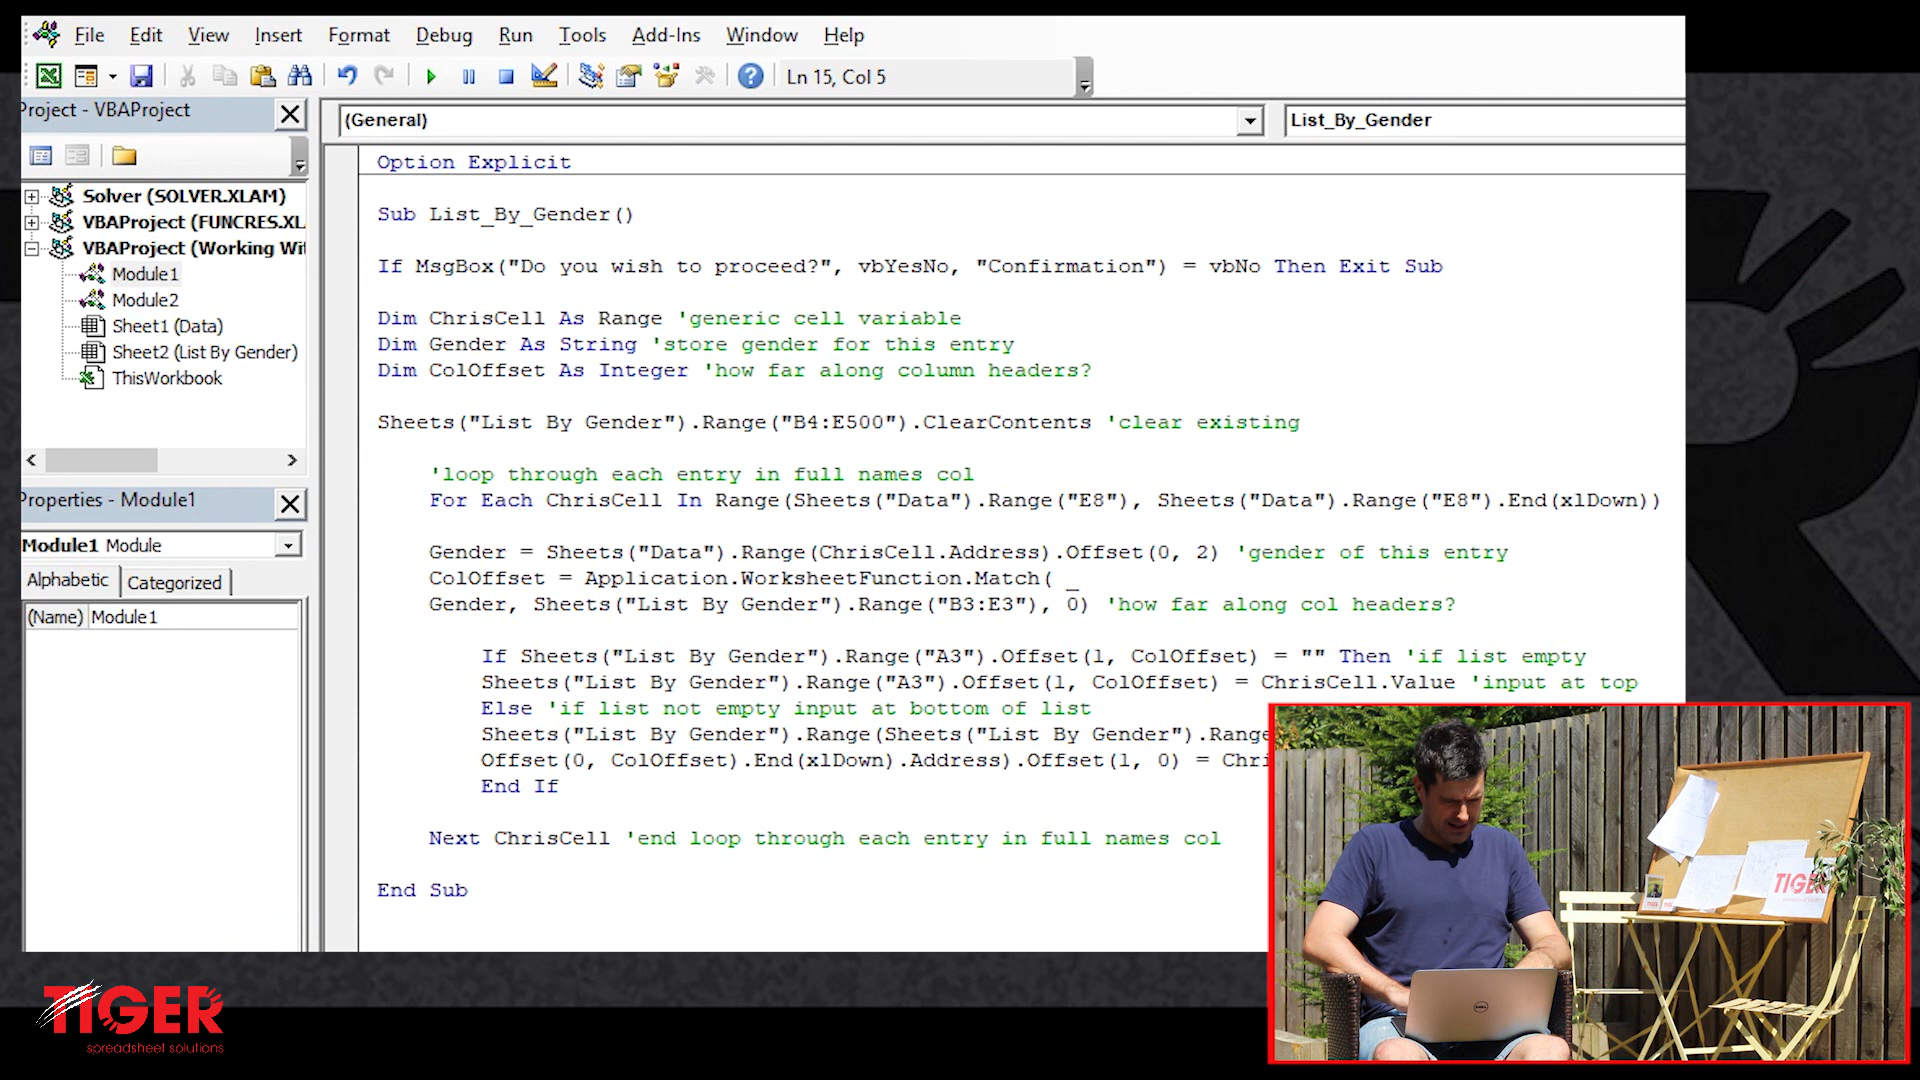 File Edit View Insert Format Debug Run Tools Add-Ins Window Help
Ln 15, Col 5
Project - VBAProject
Solver (SOLVER.XLAM)
VBAProject (FUNCRES.XL
VBAProject (Working Wi
Module1
Module2
Sheet1 (Data)
Sheet2 (List By Gender)
ThisWorkbook
Properties - Module1
Module1 Module
Alphabetic Categorized
(Name) Module1
(General) List_By_Gender
Option Explicit
Sub List_By_Gender()
If MsgBox("Do you wish to proceed?", vbYesNo, "Confirmation") = vbNo Then Exit Sub
Dim ChrisCell As Range 'generic cell variable
Dim Gender As String 'store gender for this entry
Dim ColOffset As Integer 'how far along column headers?
Sheets("List By Gender").Range("B4:E500").ClearContents 'clear existing
'loop through each entry in full names col
For Each ChrisCell In Range(Sheets("Data").Range("E8"), Sheets("Data").Range("E8").End(xlDown))
Gender = Sheets("Data").Range(ChrisCell.Address).Offset(0, 2) 'gender of this entry
ColOffset = Application.WorksheetFunction.Match( _
Gender, Sheets("List By Gender").Range("B3:E3"), 0) 'how far along col headers?
If Sheets("List By Gender").Range("A3").Offset(1, ColOffset) = "" Then 'if list empty
Sheets("List By Gender").Range("A3").Offset(1, ColOffset) = ChrisCell.Value 'input at top
Else 'if list not empty input at bottom of list
Sheets("List By Gender").Range(Sheets("List By Gender").Range
Offset(0, ColOffset).End(xlDown).Address).Offset(1, 0) = Chri
End If
Next ChrisCell 'end loop through each entry in full names col
End Sub
TIGER
spreadsheet solutions
TIGER
DELL